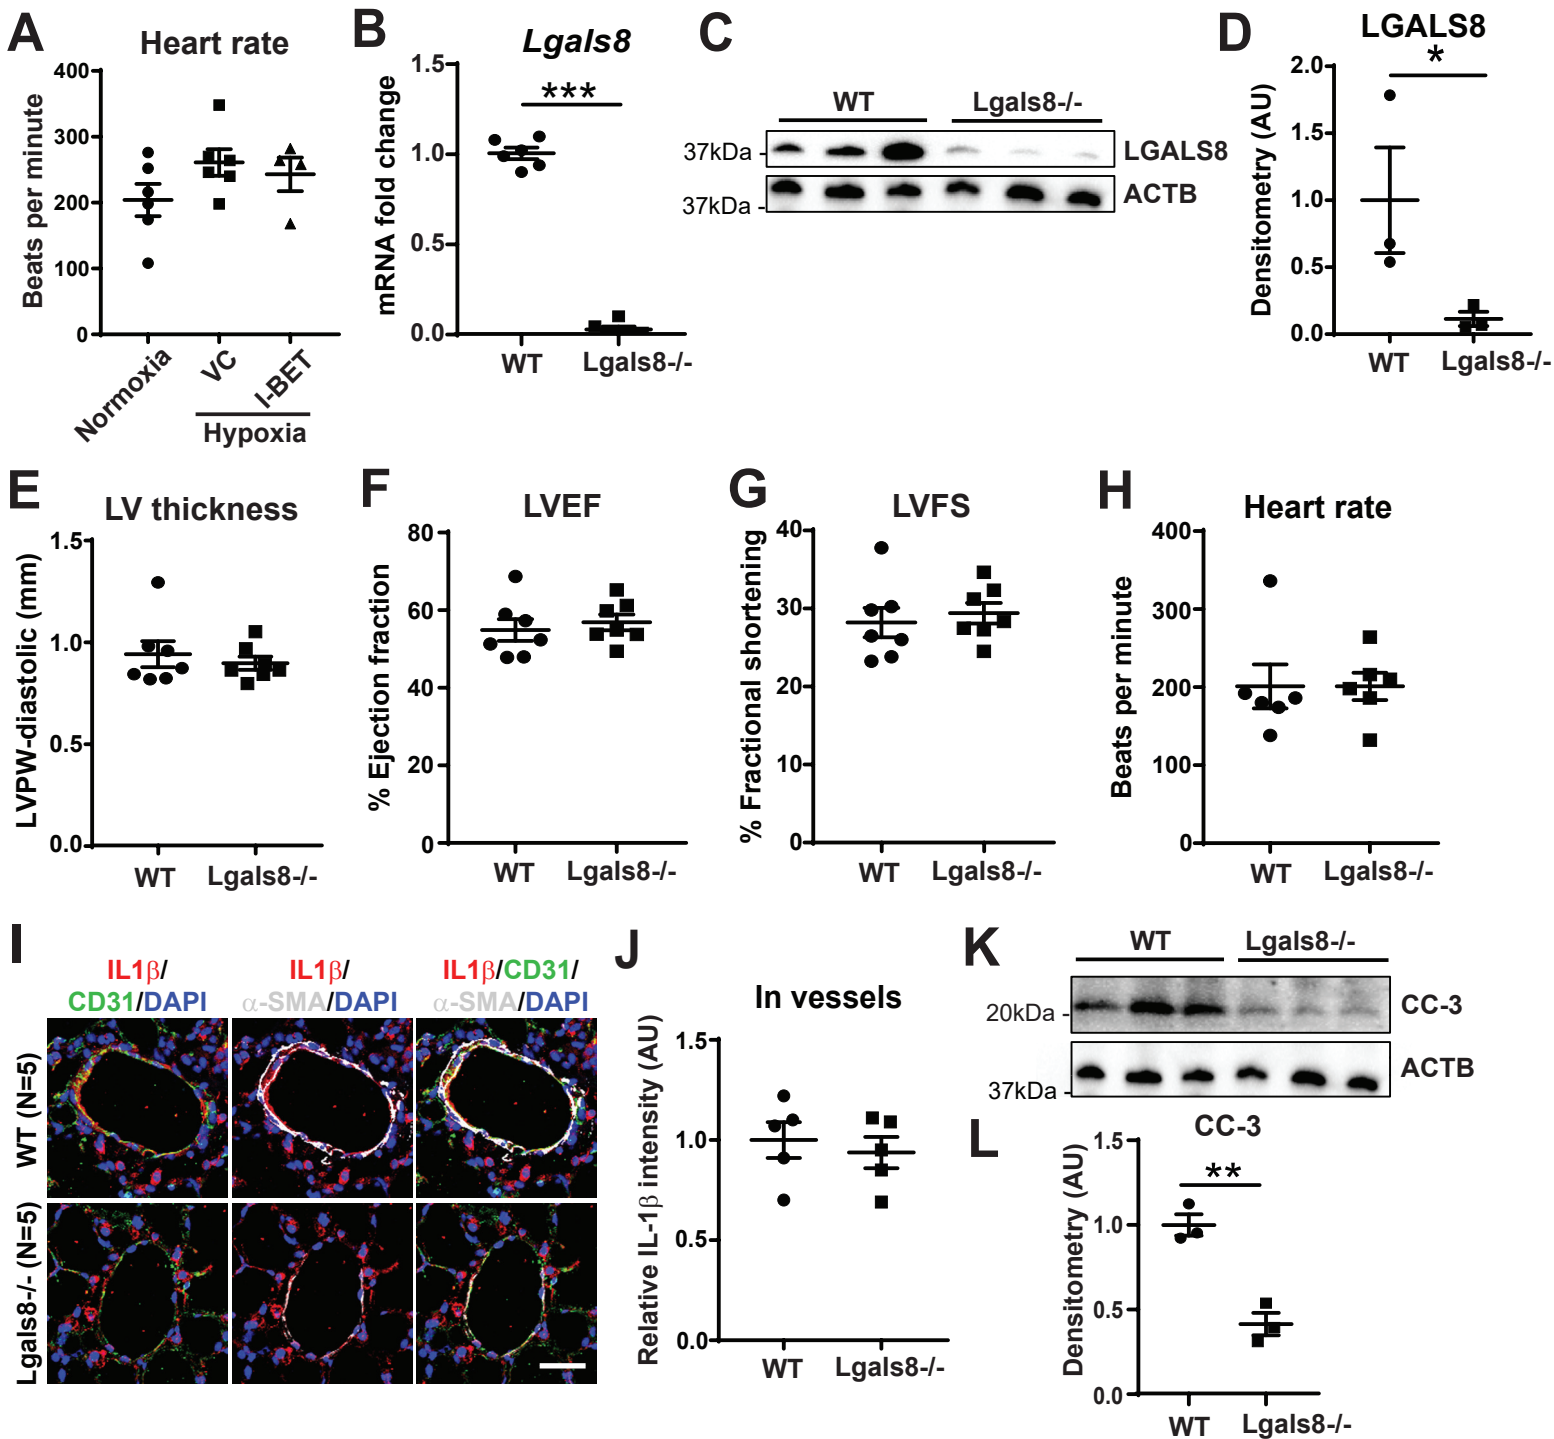 A
Heart rate
Beats per minute
400
300
200
100
0
Normoxia
VC
I-BET
Hypoxia
B
Lgals8
***
mRNA fold change
1.5
1.0
0.5
0.0
WT
Lgals8-/-
C
WT
Lgals8-/-
37kDa -
LGALS8
37kDa -
ACTB
D
LGALS8
*
Densitometry (AU)
2.0
1.5
1.0
0.5
0.0
WT
Lgals8-/-
E
LV thickness
LVPW-diastolic (mm)
1.5
1.0
0.5
0.0
WT
Lgals8-/-
F
LVEF
% Ejection fraction
80
60
40
20
0
WT
Lgals8-/-
G
LVFS
% Fractional shortening
40
30
20
10
0
WT
Lgals8-/-
H
Heart rate
Beats per minute
400
300
200
100
0
WT
Lgals8-/-
I
IL1β/
CD31/DAPI
IL1β/
α-SMA/DAPI
IL1β/CD31/
α-SMA/DAPI
WT (N=5)
Lgals8-/- (N=5)
J
In vessels
Relative IL-1β intensity (AU)
1.5
1.0
0.5
0.0
WT
Lgals8-/-
K
WT
Lgals8-/-
20kDa -
CC-3
37kDa -
ACTB
L
CC-3
**
Densitometry (AU)
1.5
1.0
0.5
0.0
WT
Lgals8-/-